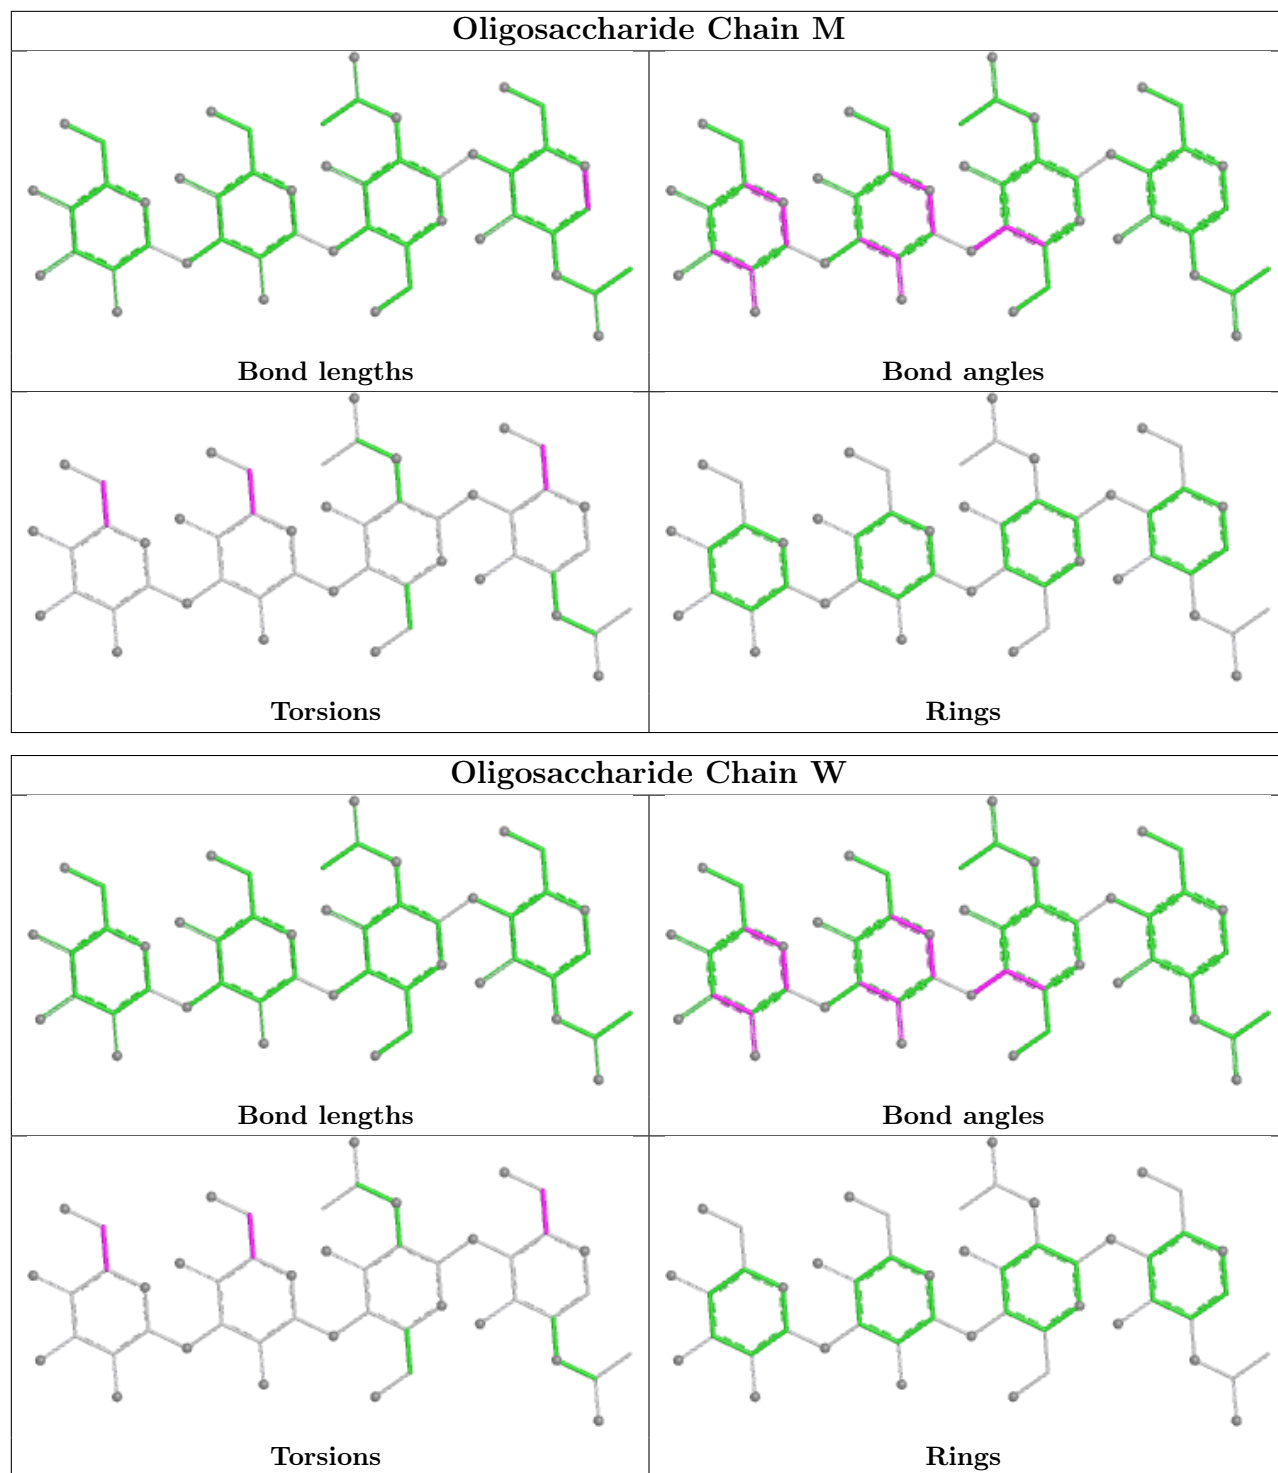 Oligosaccharide Chain M
Bond lengths
Bond angles
Torsions
Rings
Oligosaccharide Chain W
Bond lengths
Bond angles
Torsions
Rings